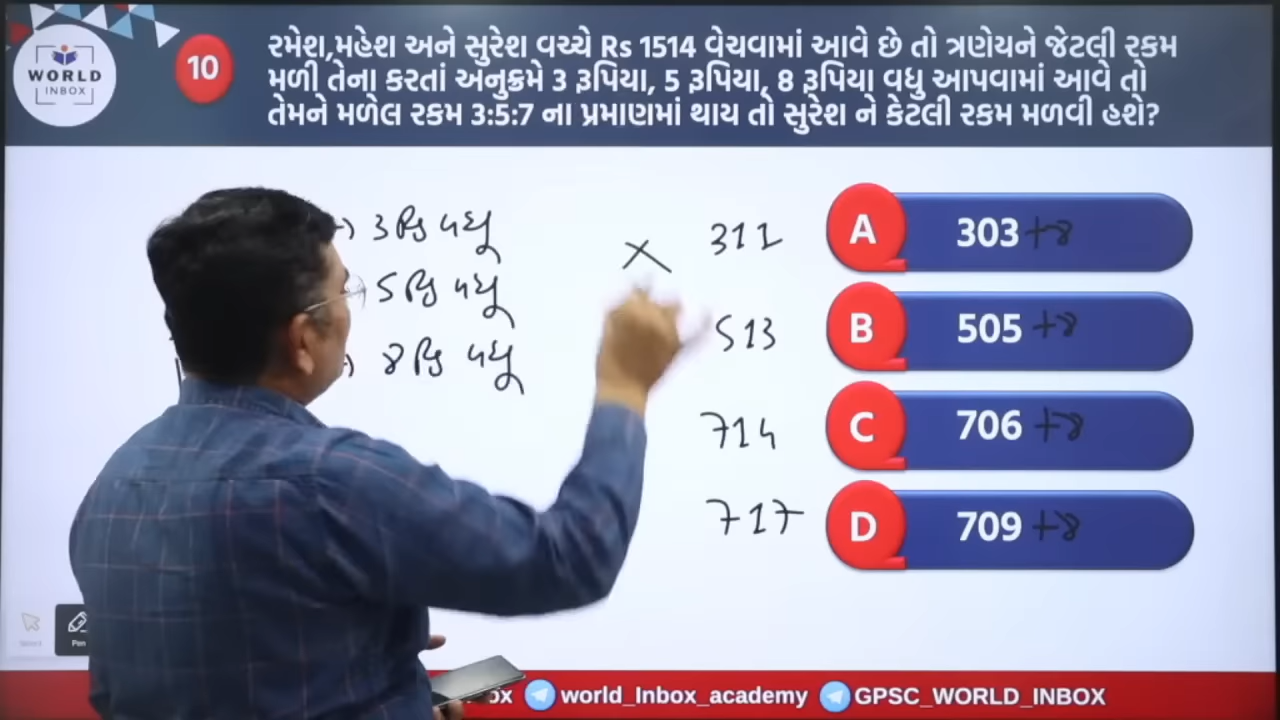 WORLD
INBOX
10
રમેશ,મહેશ અને સુરેશ વચ્ચે Rs 1514 વેચવામાં આવે છે તો ત્રણેયને જેટલી રકમ
મળી તેના કરતાં અનુક્રમે 3 રૂપિયા, 5 રૂપિયા, 8 રૂપિયા વધુ આપવામાં આવે તો
તેમને મળેલ રકમ 3:5:7 ના પ્રમાણમાં થાય તો સુરેશ ને કેટલી રકમ મળવી હશે?
→ 3 રૂ વધુ
5 રૂ વધુ
→ 8 રૂ વધુ
×
311
A 303 +8
513
B 505 +8
714
C 706 +8
717
D 709 +8
Select
Pen
ox world_Inbox_academy GPSC_WORLD_INBOX